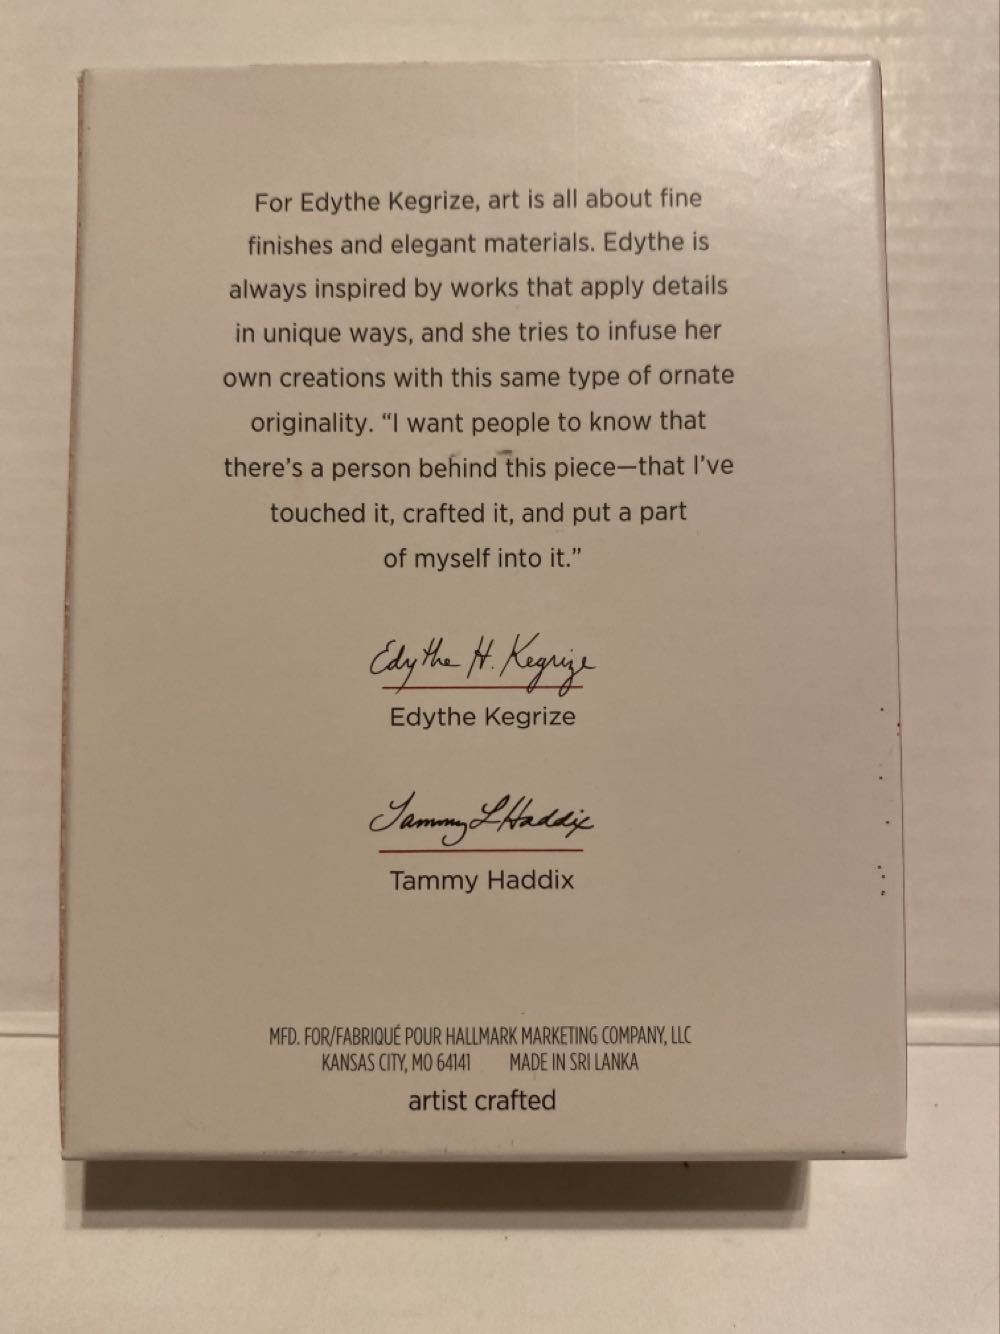 For Edythe Kegrize, art is all about fine
finishes and elegant materials. Edythe is
always inspired by works that apply details
in unique ways, and she tries to infuse her
own creations with this same type of ornate
originality. “I want people to know that
there’s a person behind this piece—that I’ve
touched it, crafted it, and put a part
of myself into it.”
Edythe H. Kegrize
Edythe Kegrize
Tammy L Haddix
Tammy Haddix
MFD. FOR/FABRIQUÉ POUR HALLMARK MARKETING COMPANY, LLC
KANSAS CITY, MO 64141 MADE IN SRI LANKA
artist crafted